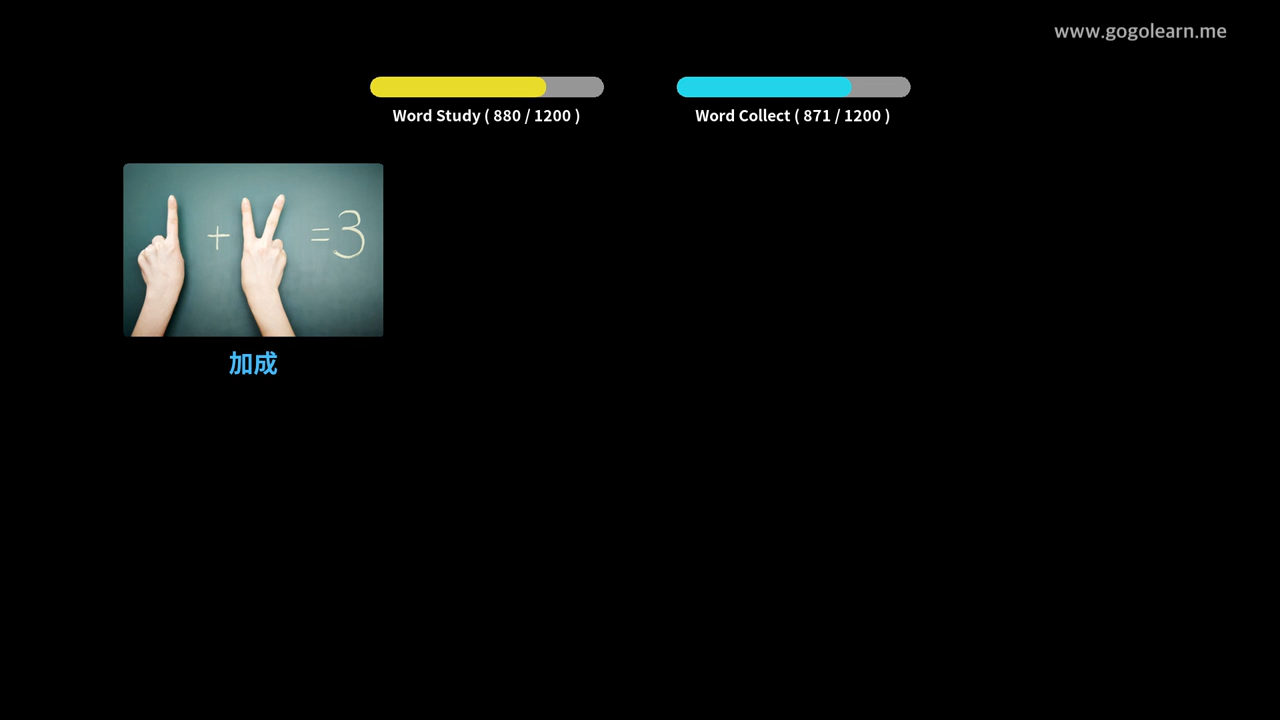 www.gogolearn.me
Word Study ( 880 / 1200 )
Word Collect ( 871 / 1200 )
+ =3
加成